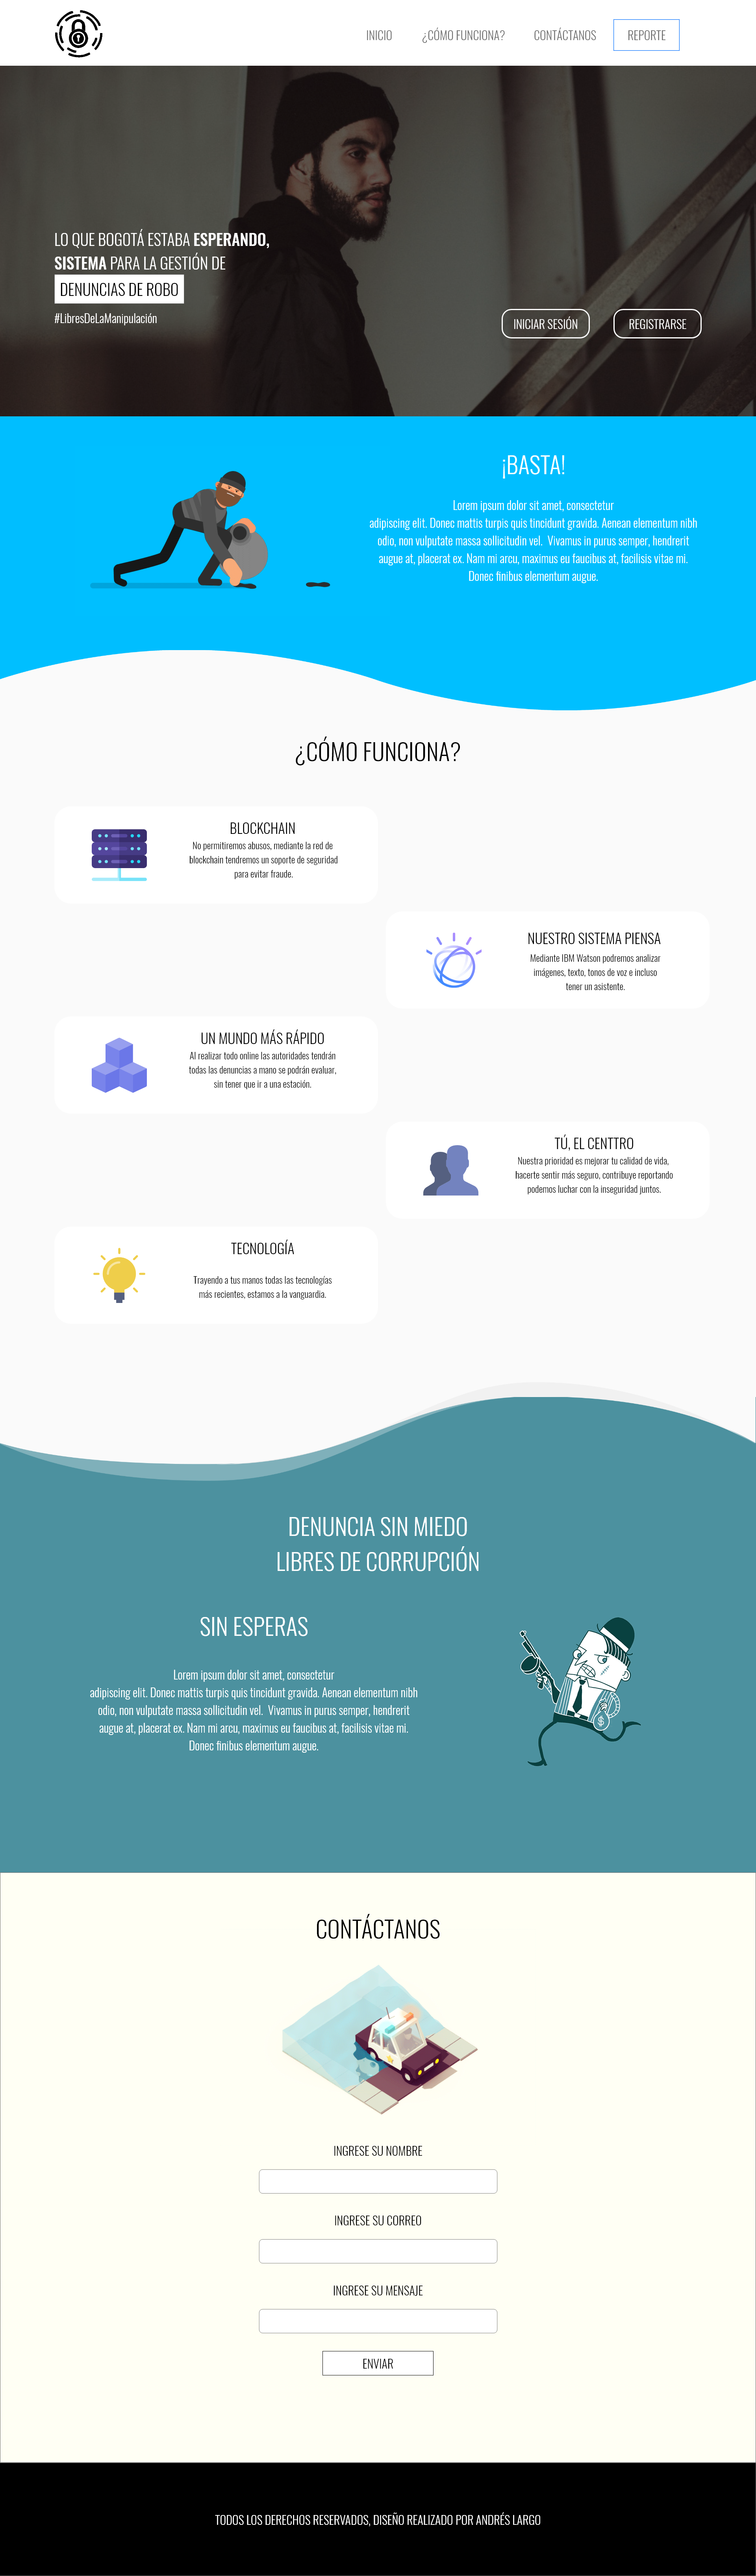 INICIO
¿CÓMO FUNCIONA?
CONTÁCTANOS
REPORTE
LO QUE BOGOTÁ ESTABA ESPERANDO,
SISTEMA PARA LA GESTIÓN DE
DENUNCIAS DE ROBO
#LibresDeLaManipulación
INICIAR SESIÓN
REGISTRARSE
¡BASTA!
Lorem ipsum dolor sit amet, consectetur
adipiscing elit. Donec mattis turpis quis tincidunt gravida. Aenean elementum nibh
odio, non vulputate massa sollicitudin vel. Vivamus in purus semper, hendrerit
augue at, placerat ex. Nam mi arcu, maximus eu faucibus at, facilisis vitae mi.
Donec finibus elementum augue.
¿CÓMO FUNCIONA?
BLOCKCHAIN
No permitiremos abusos, mediante la red de
blockchain tendremos un soporte de seguridad
para evitar fraude.
NUESTRO SISTEMA PIENSA
Mediante IBM Watson podremos analizar
imágenes, texto, tonos de voz e incluso
tener un asistente.
UN MUNDO MÁS RÁPIDO
Al realizar todo online las autoridades tendrán
todas las denuncias a mano se podrán evaluar,
sin tener que ir a una estación.
TÚ, EL CENTTRO
Nuestra prioridad es mejorar tu calidad de vida,
hacerte sentir más seguro, contribuye reportando
podemos luchar con la inseguridad juntos.
TECNOLOGÍA
Trayendo a tus manos todas las tecnologías
más recientes, estamos a la vanguardia.
DENUNCIA SIN MIEDO
LIBRES DE CORRUPCIÓN
SIN ESPERAS
Lorem ipsum dolor sit amet, consectetur
adipiscing elit. Donec mattis turpis quis tincidunt gravida. Aenean elementum nibh
odio, non vulputate massa sollicitudin vel. Vivamus in purus semper, hendrerit
augue at, placerat ex. Nam mi arcu, maximus eu faucibus at, facilisis vitae mi.
Donec finibus elementum augue.
$
CONTÁCTANOS
INGRESE SU NOMBRE
INGRESE SU CORREO
INGRESE SU MENSAJE
ENVIAR
TODOS LOS DERECHOS RESERVADOS, DISEÑO REALIZADO POR ANDRÉS LARGO